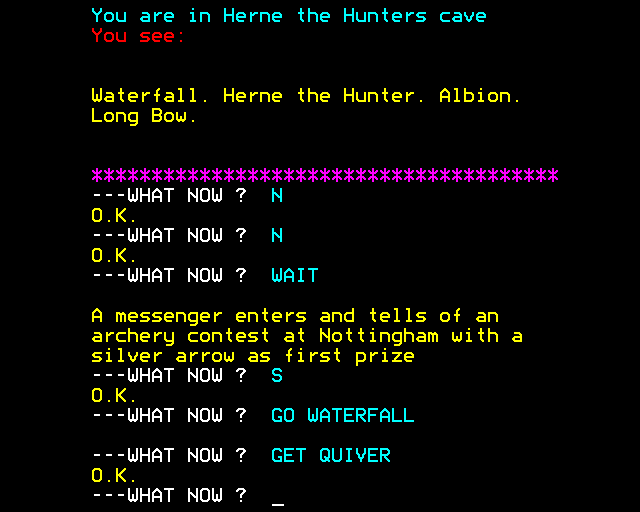 You are in Herne the Hunters cave
You see:
Waterfall. Herne the Hunter. Albion.
Long Bow.
***************************************
---WHAT NOW ? N
O.K.
---WHAT NOW ? N
O.K.
---WHAT NOW ? WAIT
A messenger enters and tells of an
archery contest at Nottingham with a
silver arrow as first prize
---WHAT NOW ? S
O.K.
---WHAT NOW ? GO WATERFALL
---WHAT NOW ? GET QUIVER
O.K.
---WHAT NOW ? _